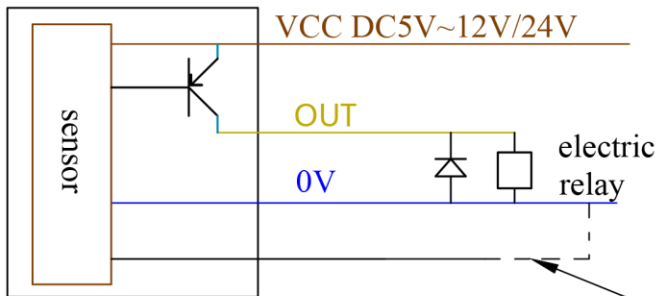 VCC DC5V~12V/24V
sensor
OUT
0V
electric
relay